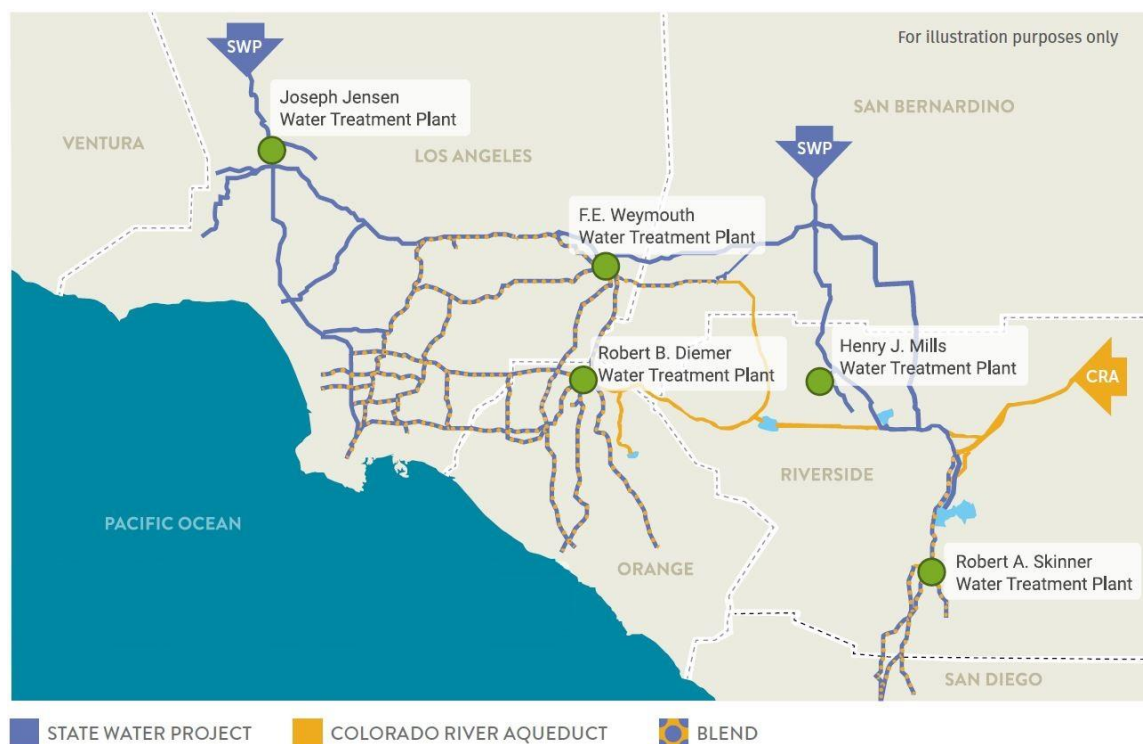 For illustration purposes only
SWP
Joseph Jensen
Water Treatment Plant
SAN BERNARDINO
VENTURA
LOS ANGELES
SWP
F.E. Weymouth
Water Treatment Plant
Robert B. Diemer
Water Treatment Plant
Henry J. Mills
Water Treatment Plant
CRA
RIVERSIDE
PACIFIC OCEAN
ORANGE
Robert A. Skinner
Water Treatment Plant
SAN DIEGO
STATE WATER PROJECT
COLORADO RIVER AQUEDUCT
BLEND